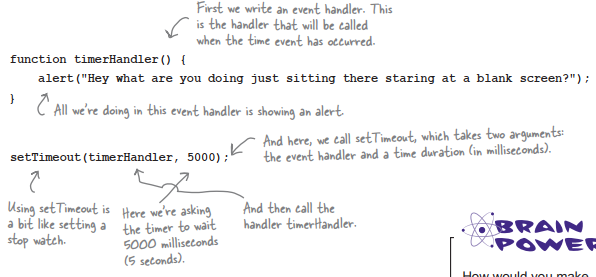 First we write an event handler. This
is the handler that will be called
when the time event has occurred.
function timerHandler() {
alert("Hey what are you doing just sitting there staring at a blank screen?");
}
All we're doing in this event handler is showing an alert.
And here, we call setTimeout, which takes two arguments:
the event handler and a time duration (in milliseconds).
setTimeout(timerHandler, 5000);
Using setTimeout is
a bit like setting a
stop watch.
Here we're asking
the timer to wait
5000 milliseconds
(5 seconds).
And then call the
handler timerHandler.
BRAIN
POWER
How would you make